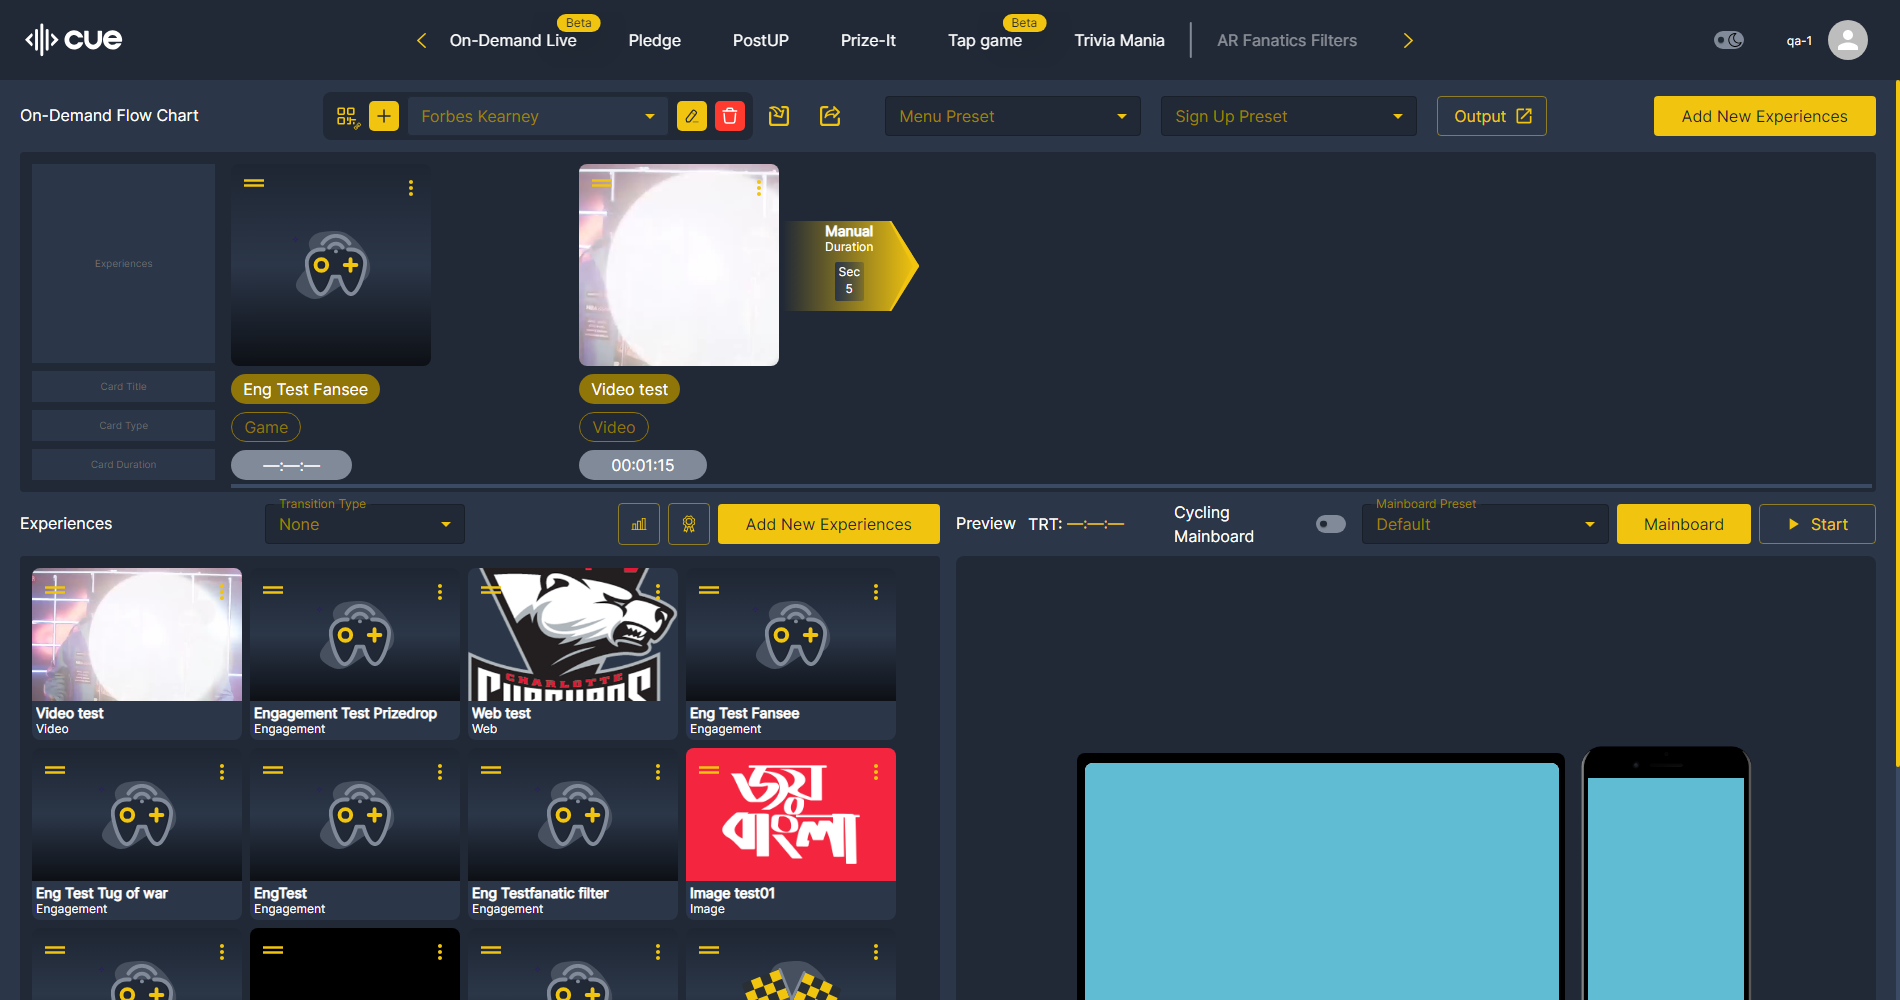 cue
On-Demand Live
Beta
Pledge
PostUP
Prize-It
Tap game
Beta
Trivia Mania
AR Fanatics Filters
qa-1
On-Demand Flow Chart
Forbes Kearney
Menu Preset
Sign Up Preset
Output
Add New Experiences
Experiences
Card Title
Card Type
Card Duration
Eng Test Fansee
Game
—:—:—
Video test
Video
00:01:15
Manual
Duration
Sec
5
Experiences
Transition Type
None
Add New Experiences
Preview
TRT: —:—:—
Cycling
Mainboard
Mainboard Preset
Default
Mainboard
Start
Video test
Video
Engagement Test Prizedrop
Engagement
CHARLOTTE
Web test
Web
Eng Test Fansee
Engagement
Eng Test Tug of war
Engagement
EngTest
Engagement
Eng Testfanatic filter
Engagement
জয়
বাংলা
Image test01
Image